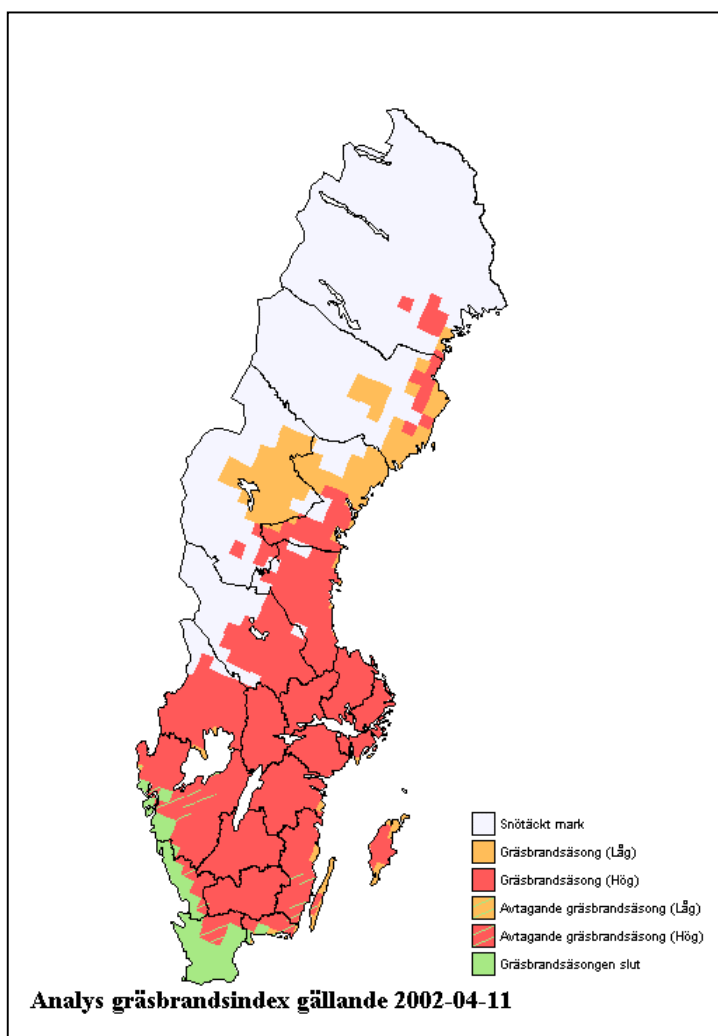 Snötäckt mark
Gräsbrandsäsong (Låg)
Gräsbrandsäsong (Hög)
Avtagande gräsbrandsäsong (Låg)
Avtagande gräsbrandsäsong (Hög)
Gräsbrandsäsongen slut
Analys gräsbrandsindex gällande 2002-04-11